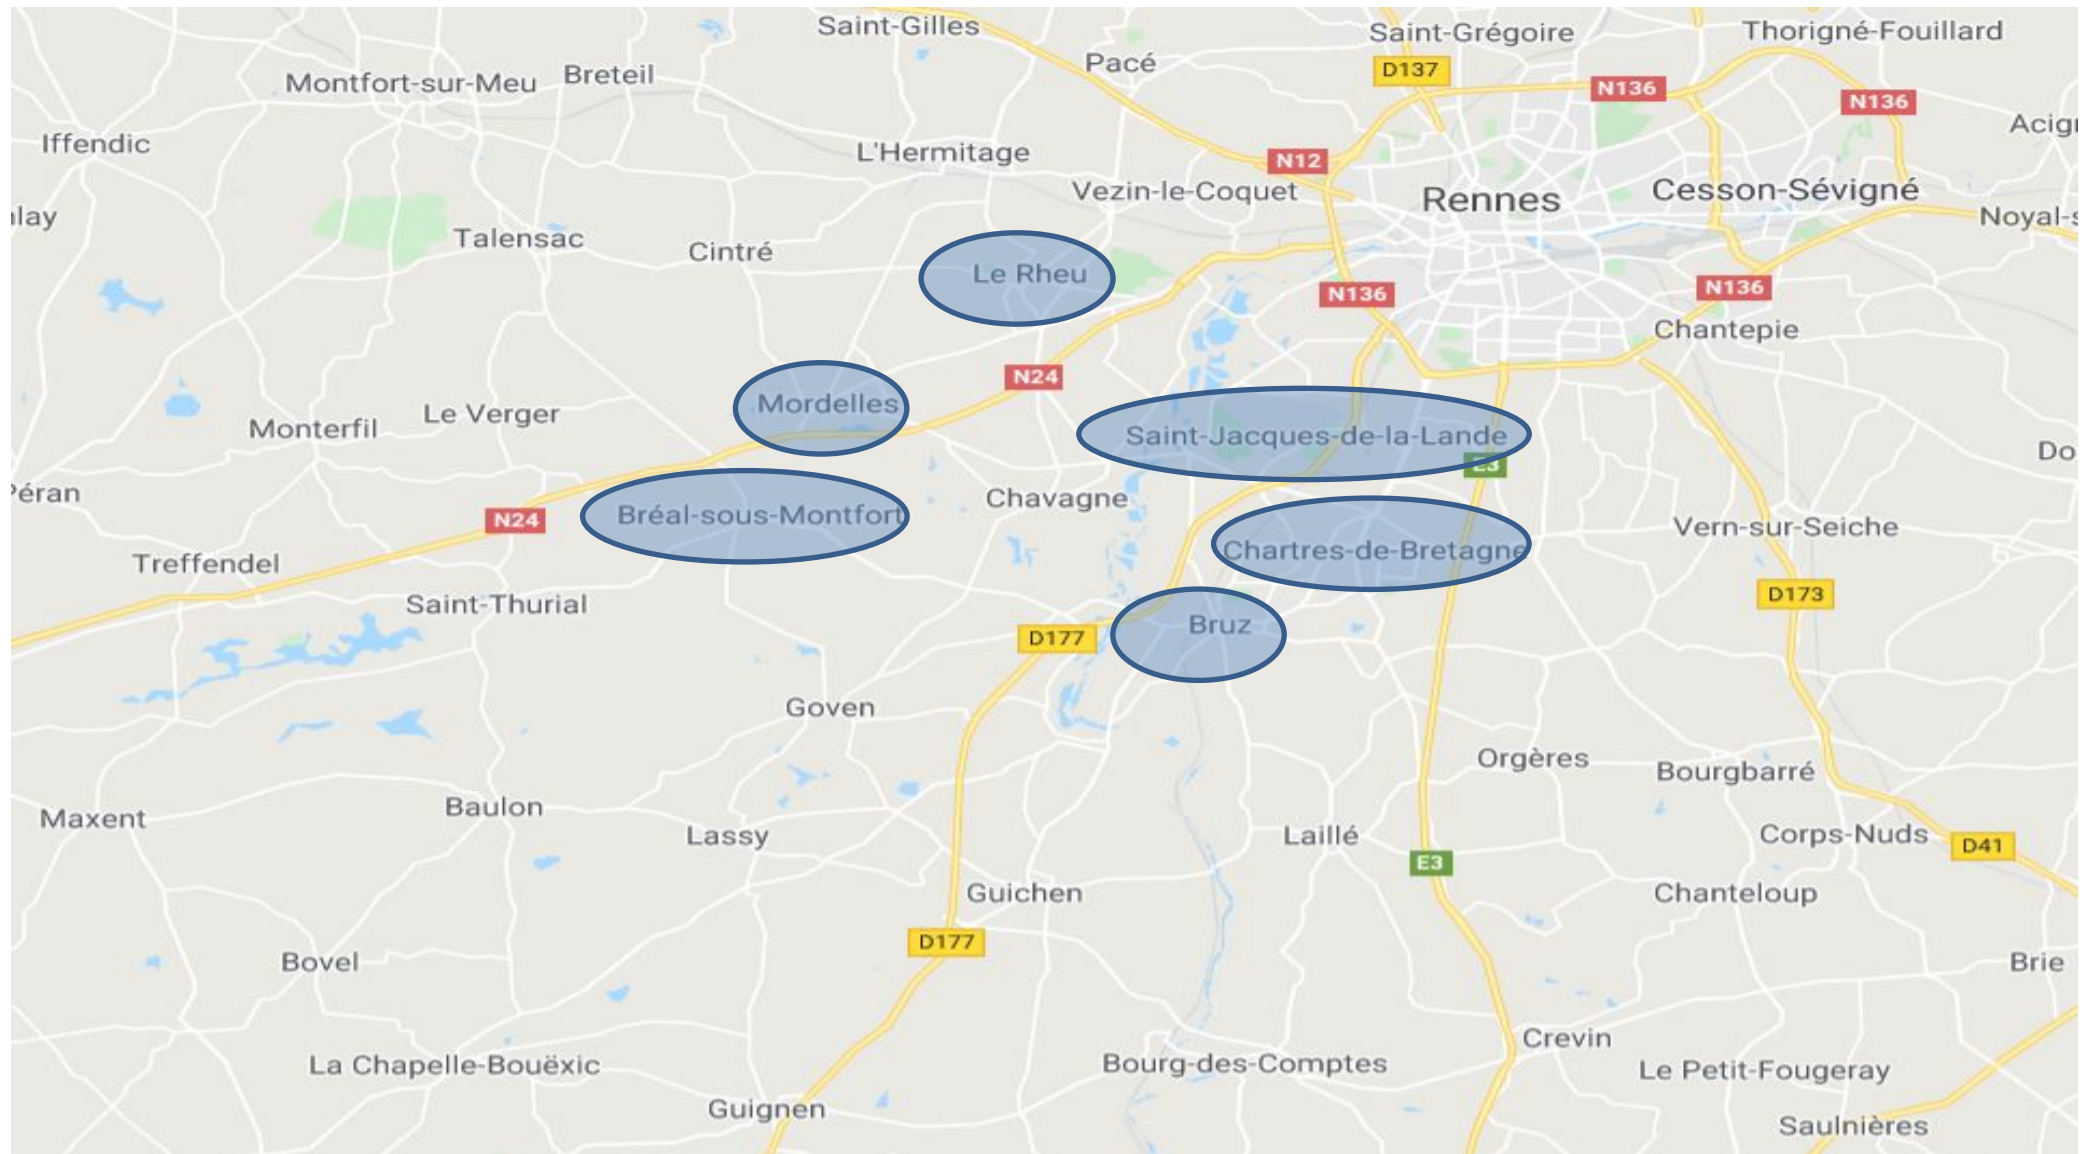 Saint-Gilles
Saint-Grégoire
Thorigné-Fouillard
Pacé
D137
Montfort-sur-Meu
Breteil
N136
N136
Iffendic
L'Hermitage
N12
Vezin-le-Coquet
Rennes
Cesson-Sévigné
Talensac
Cintré
Le Rheu
N136
N136
Chantepie
N24
Mordelles
Le Verger
Monterfil
Saint-Jacques-de-la-Lande
E3
Chavagne
Bréal-sous-Montfort
N24
Vern-sur-Seiche
Chartres-de-Bretagne
Treffendel
D173
Saint-Thurial
Bruz
D177
Goven
Orgères
Bourgbarré
Maxent
Baulon
Lassy
Laillé
Corps-Nuds
D41
E3
Guichen
Chanteloup
D177
Bovel
Brie
Crevin
La Chapelle-Bouëxic
Bourg-des-Comptes
Le Petit-Fougeray
Guignen
Saulnières